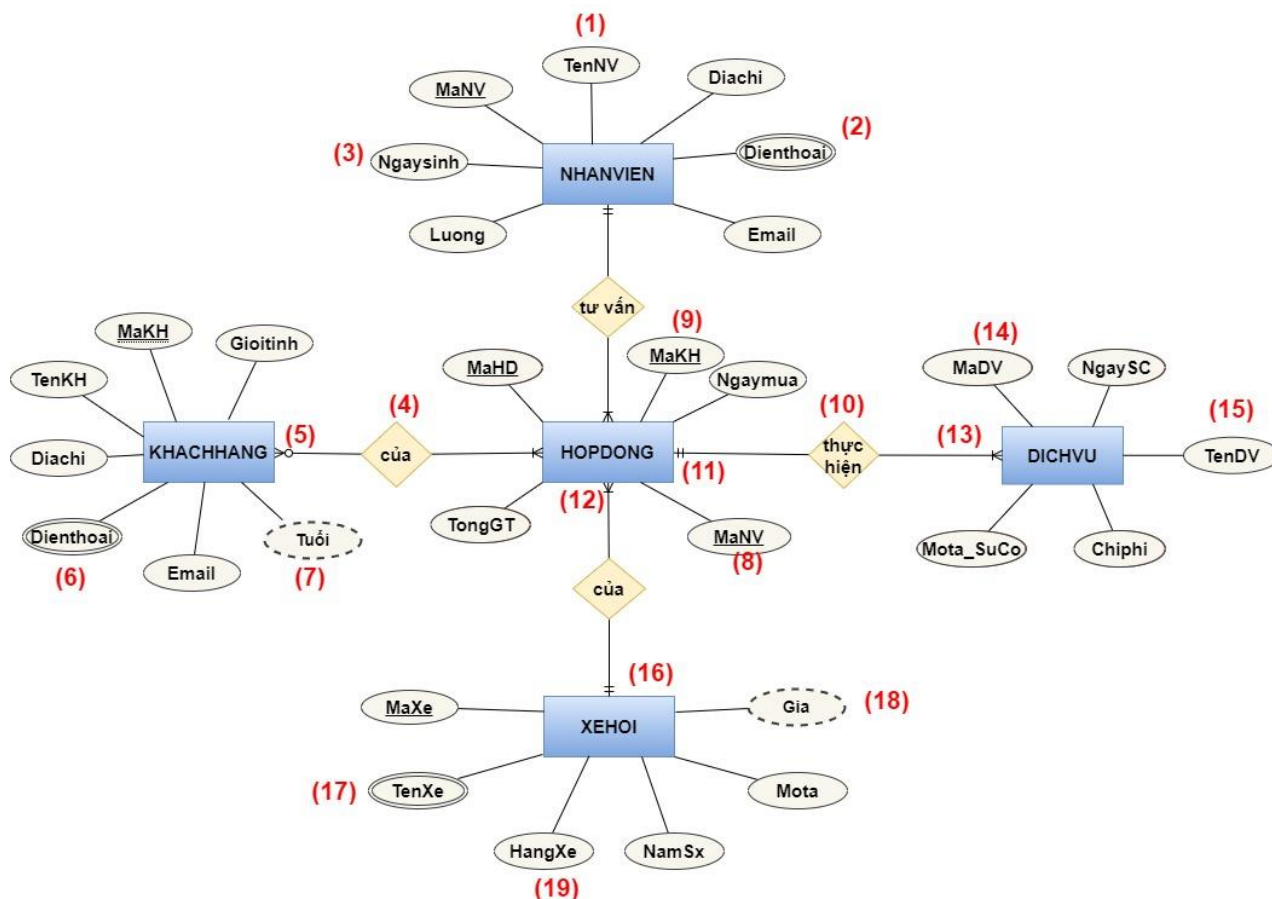 (1)
TenNV
MaNV
Diachi
(2)
Dienthoai
(3)
Ngaysinh
NHANVIEN
Luong
Email
tư vấn
(9)
(14)
MaKH
Gioitinh
MaHD
MaKH
MaDV
NgaySC
TenKH
Ngaymua
(4)
(10)
(15)
Diachi
KHACHHANG
(5)
của
HOPDONG
(11)
thực
hiện
(13)
DICHVU
TenDV
(12)
Dienthoai
Tuổi
TongGT
MaNV
Mota_SuCo
Chiphi
(6)
Email
(7)
(8)
của
(16)
MaXe
Gia
(18)
XEHOI
(17)
TenXe
Mota
HangXe
NamSx
(19)